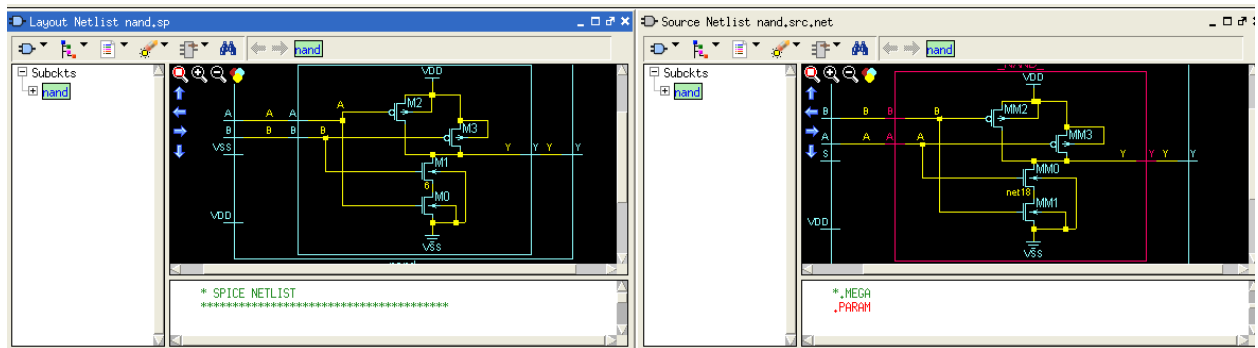 Layout Netlist nand.sp
nand
Subckts
nand
VDD
A A A A M2
B B B B M3
VSS
Y Y Y Y
M1
6
M0
VDD
VSS
* SPICE NETLIST
****************************************
Source Netlist nand.src.net
nand
Subckts
nand
_NAND_
VDD
B B B B MM2
A A A A MM3
S
Y Y Y Y
MM0
net18
MM1
VDD
VSS
*.MEGA
.PARAM